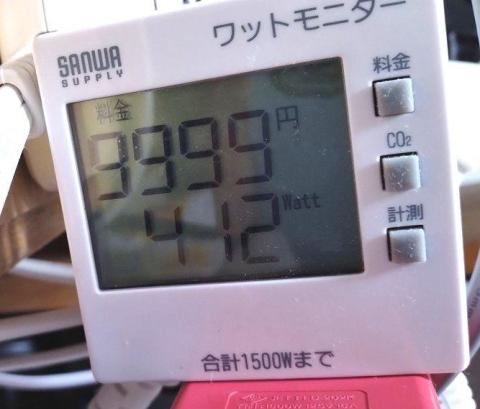 ワットモニター
SANWA
SUPPLY
料金
料金
9999円
CO₂
412Watt
計測
合計1500Wまで